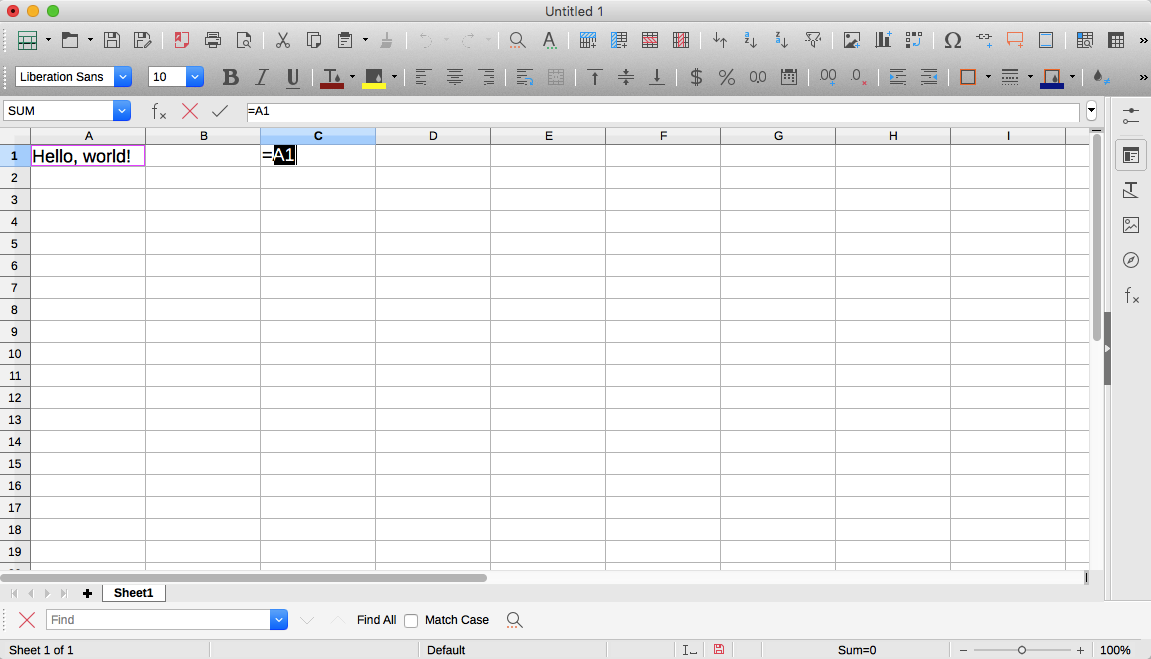 Untitled 1
Liberation Sans 10
SUM =A1
A B C D E F G H I
1 Hello, world! =A1
2
3
4
5
6
7
8
9
10
11
12
13
14
15
16
17
18
19
Sheet1
Find Find All Match Case
Sheet 1 of 1 Default Sum=0 100%